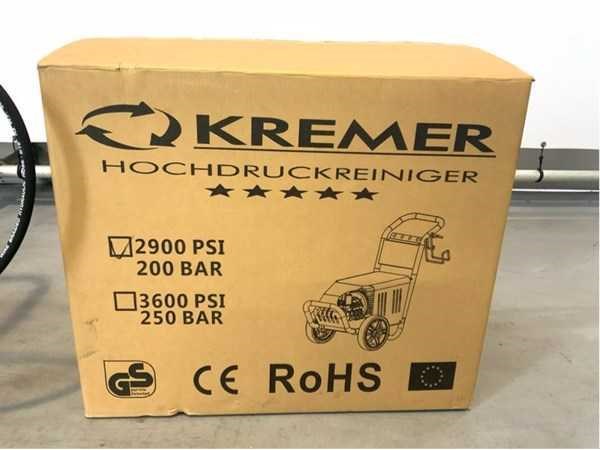 KREMER
HOCHDRUCKREINIGER
2900 PSI
200 BAR
3600 PSI
250 BAR
GS
CE RoHS